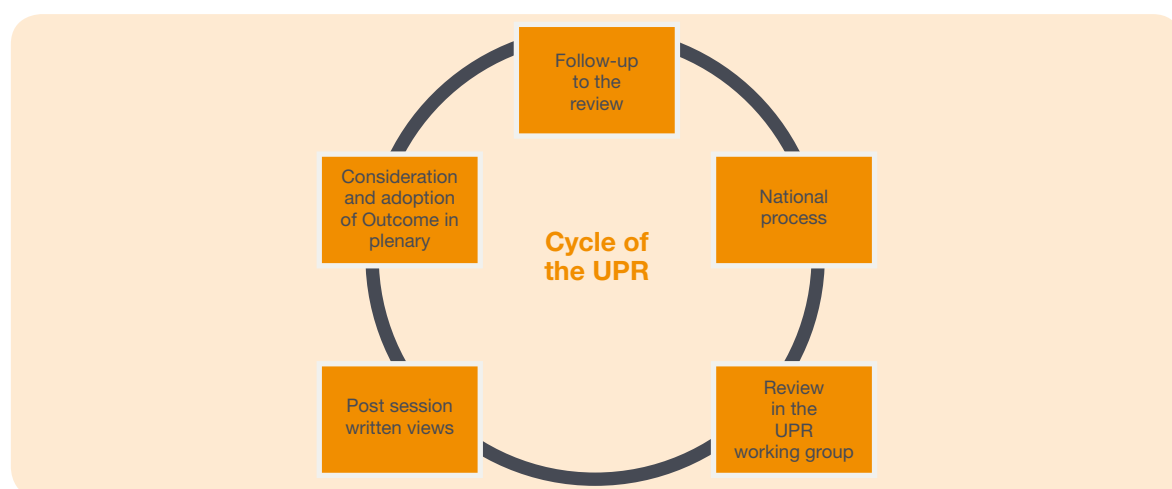 Follow-up
to the
review
Consideration
and adoption
of Outcome in
plenary
National
process
Cycle of
the UPR
Post session
written views
Review
in the
UPR
working group